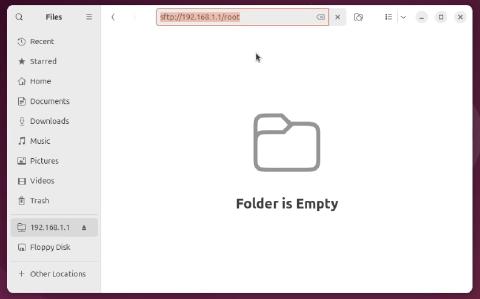 Files
sftp://192.168.1.1/root
Recent
Starred
Home
Documents
Downloads
Music
Pictures
Videos
Trash
192.168.1.1
Floppy Disk
Other Locations
Folder is Empty